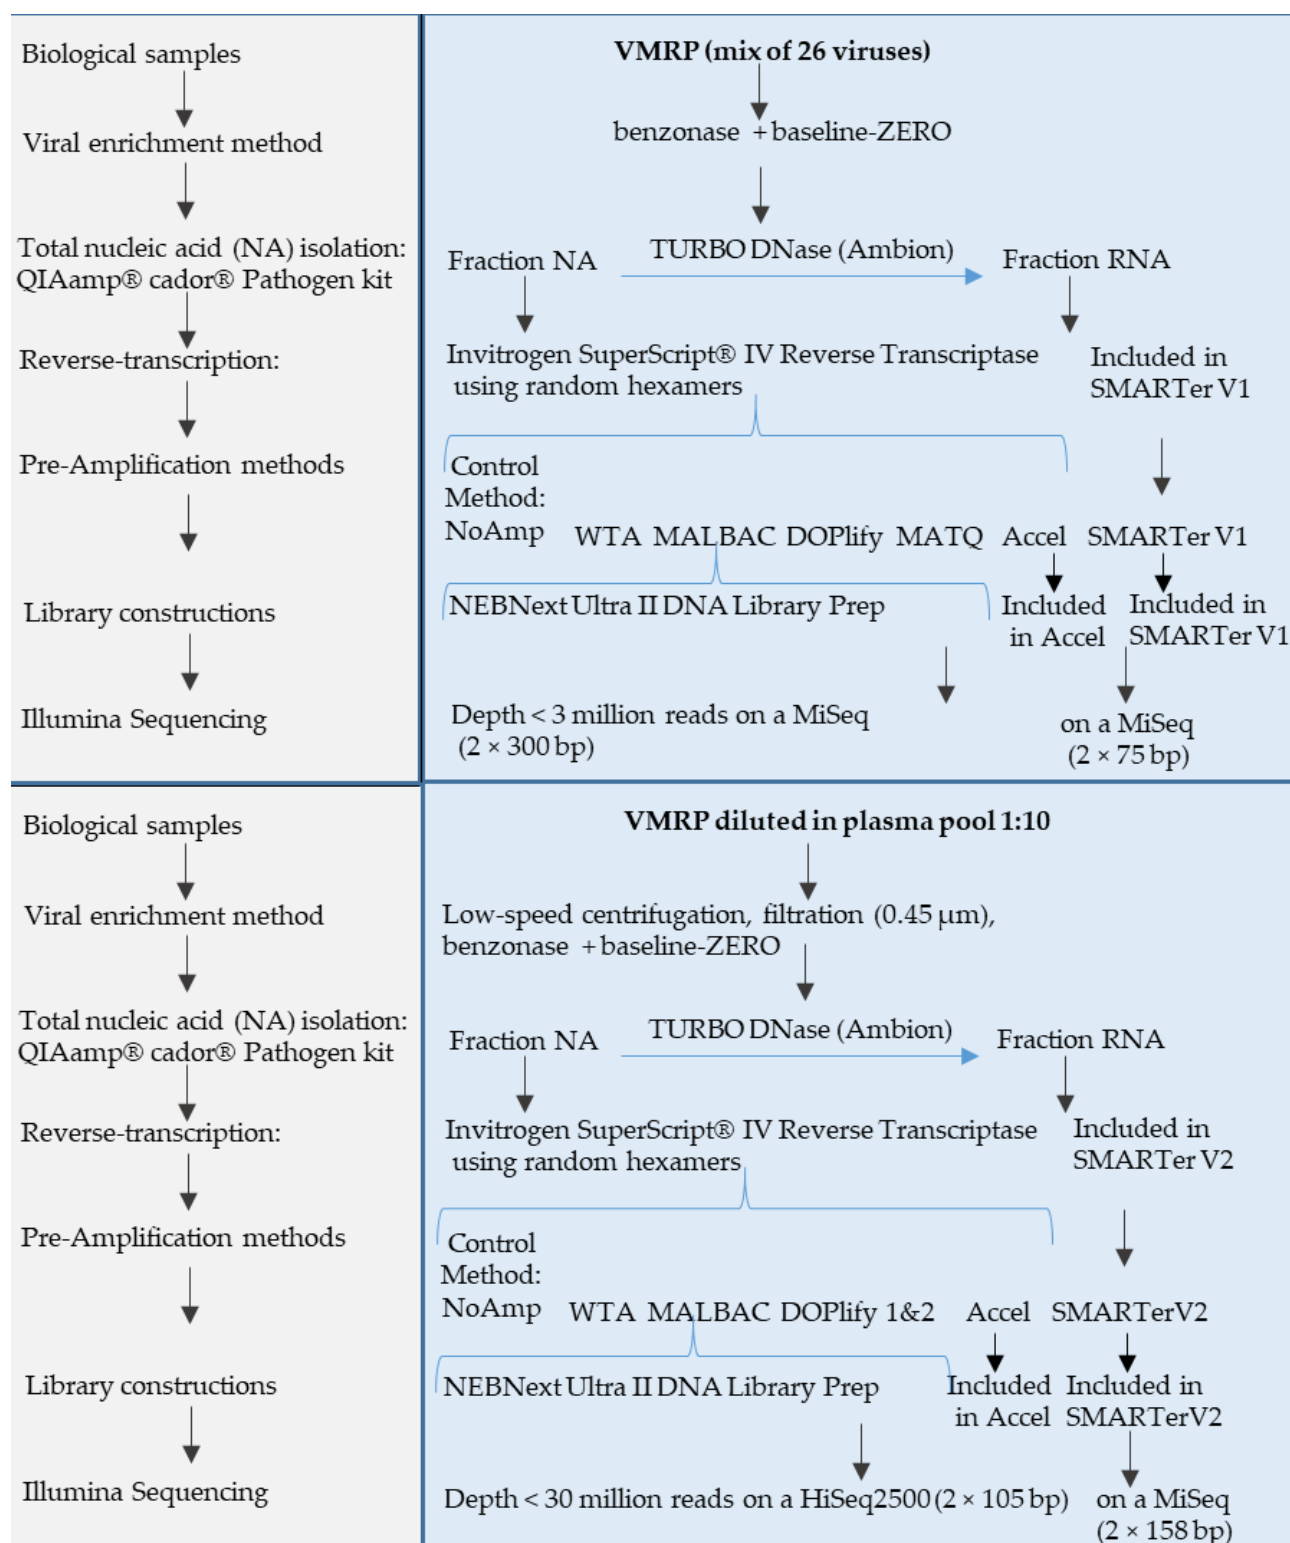 Biological samples
Viral enrichment method
Total nucleic acid (NA) isolation:
QIAamp® cador® Pathogen kit
Reverse-transcription:
Pre-Amplification methods
Library constructions
Illumina Sequencing
VMRP (mix of 26 viruses)
benzonase + baseline-ZERO
Fraction NA
TURBO DNase (Ambion)
Fraction RNA
Invitrogen SuperScript® IV Reverse Transcriptase
using random hexamers
Included in
SMARTer V1
Control
Method:
NoAmp
WTA MALBAC DOPlify MATQ Accel SMARTer V1
NEBNext Ultra II DNA Library Prep
Included
in Accel
Included in
SMARTer V1
Depth < 3 million reads on a MiSeq
(2 × 300 bp)
on a MiSeq
(2 × 75 bp)
Biological samples
Viral enrichment method
Total nucleic acid (NA) isolation:
QIAamp® cador® Pathogen kit
Reverse-transcription:
Pre-Amplification methods
Library constructions
Illumina Sequencing
VMRP diluted in plasma pool 1:10
Low-speed centrifugation, filtration (0.45 µm),
benzonase + baseline-ZERO
Fraction NA
TURBO DNase (Ambion)
Fraction RNA
Invitrogen SuperScript® IV Reverse Transcriptase
using random hexamers
Included in
SMARTer V2
Control
Method:
NoAmp
WTA MALBAC DOPlify 1&2 Accel SMARTerV2
NEBNext Ultra II DNA Library Prep
Included
in Accel
Included in
SMARTerV2
Depth < 30 million reads on a HiSeq2500 (2 × 105 bp)
on a MiSeq
(2 × 158 bp)